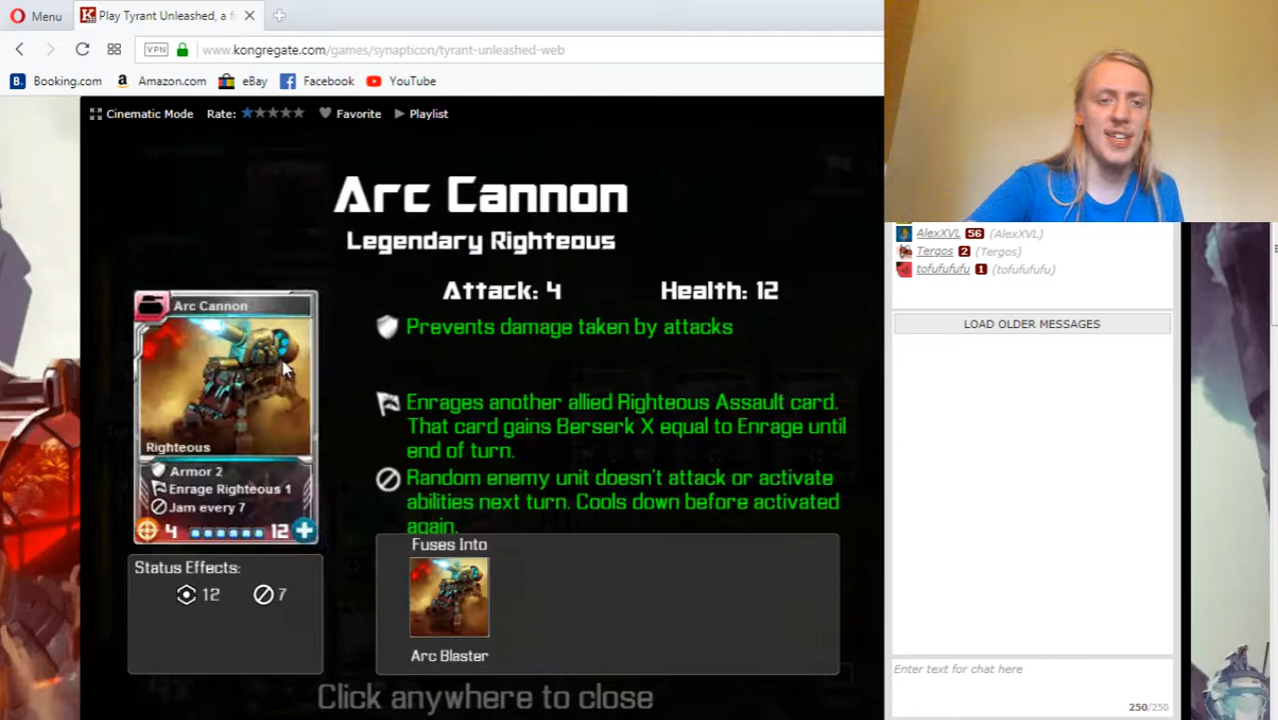 Menu
Play Tyrant Unleashed, a f
VPN
www.kongregate.com/games/synapticon/tyrant-unleashed-web
B.
Booking.com
Amazon.com
eBay
Facebook
YouTube
Cinematic Mode
Rate:
Favorite
Playlist
Arc Cannon
Legendary Righteous
Attack: 4
Health: 12
Prevents damage taken by attacks
Enrages another allied Righteous Assault card.
That card gains Berserk X equal to Enrage until
end of turn.
Random enemy unit doesn't attack or activate
abilities next turn. Cools down before activated
again.
Arc Cannon
Righteous
Armor 2
Enrage Righteous 1
Jam every 7
4
12
Status Effects:
12
7
Fuses Into
Arc Blaster
Click anywhere to close
AlexXVL 56 (AlexXVL)
Tergos 2 (Tergos)
tofufufufu 1 (tofufufufu)
LOAD OLDER MESSAGES
Enter text for chat here
250/250